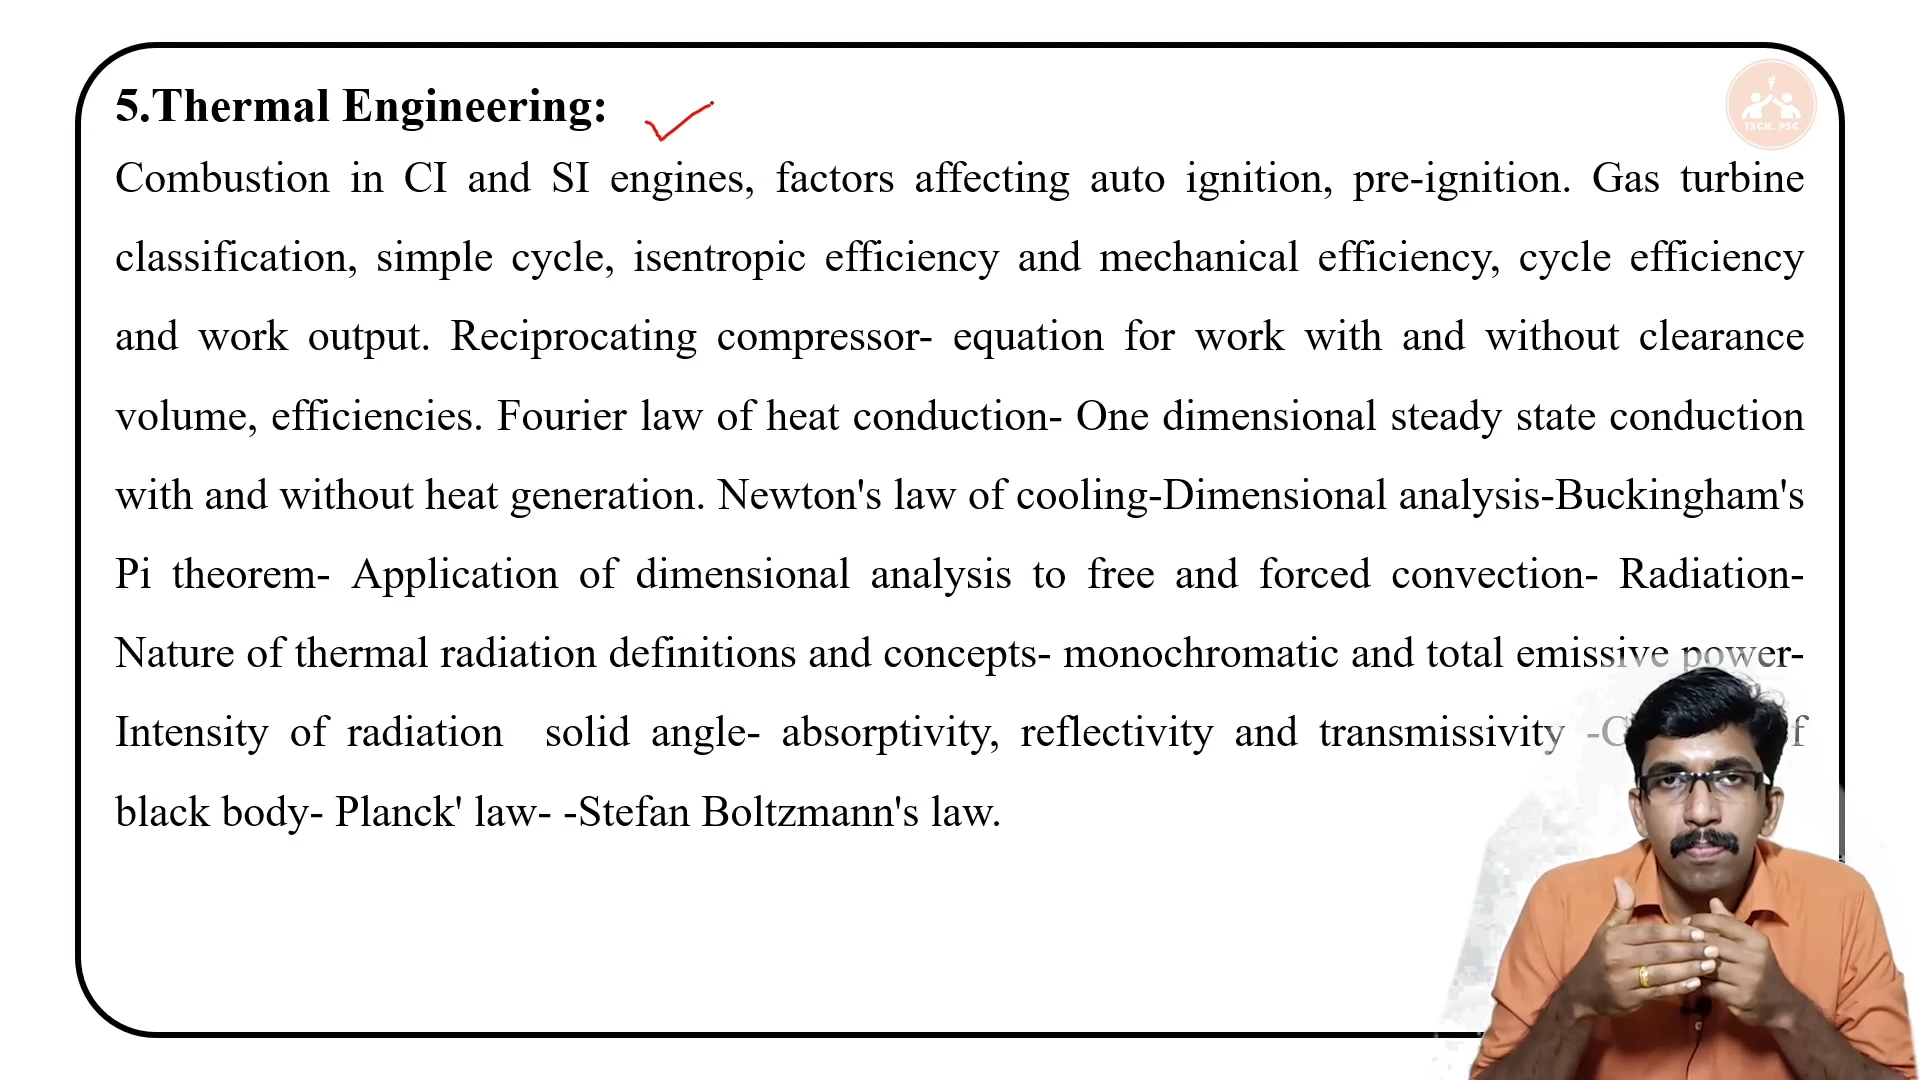 5.Thermal Engineering:
TECH. PSC
Combustion in CI and SI engines, factors affecting auto ignition, pre-ignition. Gas turbine
classification, simple cycle, isentropic efficiency and mechanical efficiency, cycle efficiency
and work output. Reciprocating compressor- equation for work with and without clearance
volume, efficiencies. Fourier law of heat conduction- One dimensional steady state conduction
with and without heat generation. Newton's law of cooling-Dimensional analysis-Buckingham's
Pi theorem- Application of dimensional analysis to free and forced convection- Radiation-
Nature of thermal radiation definitions and concepts- monochromatic and total emissive power-
Intensity of radiation solid angle- absorptivity, reflectivity and transmissivity
black body- Planck' law- -Stefan Boltzmann's law.